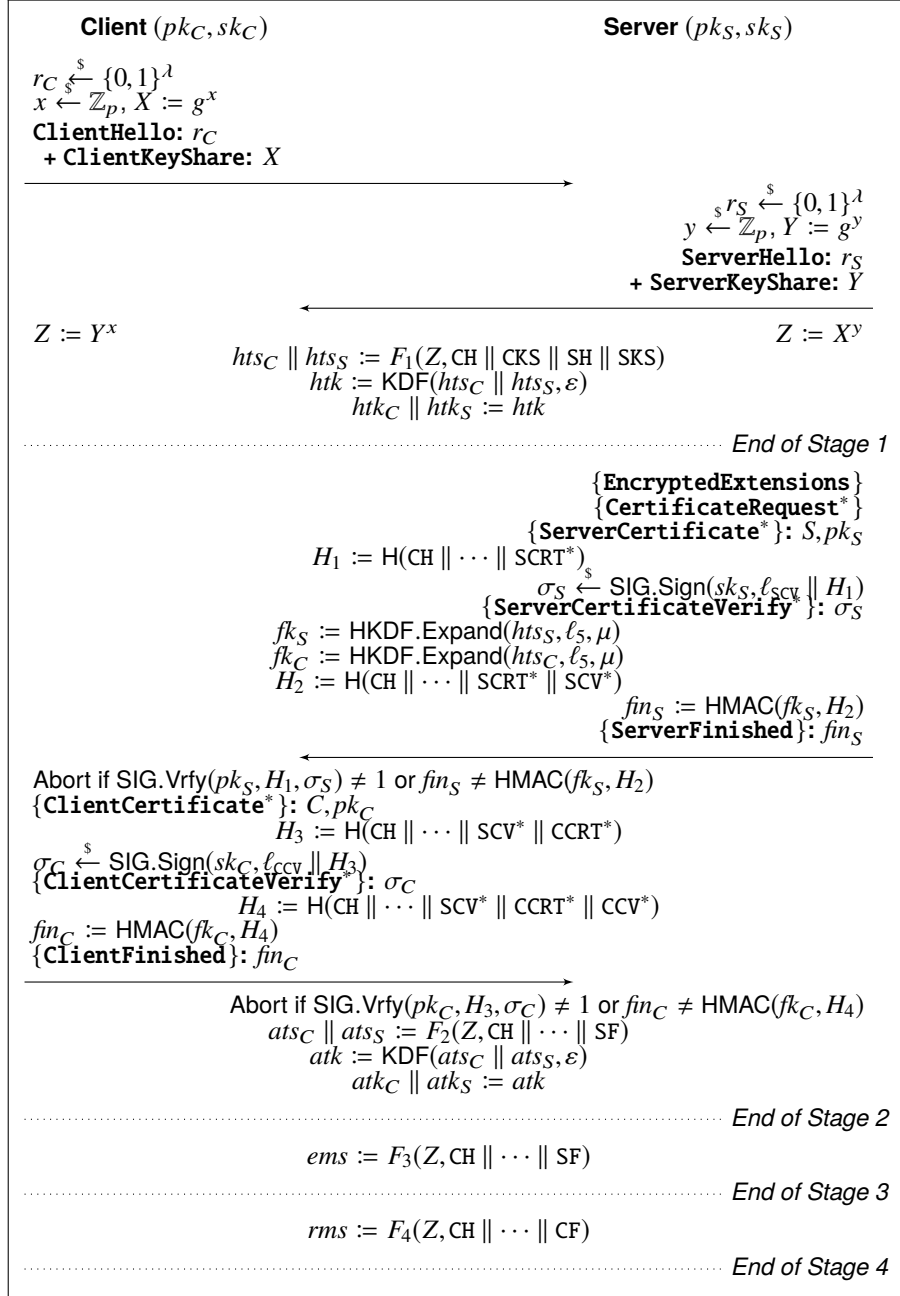 Client (pk_C, sk_C) Server (pk_S, sk_S)
r_C ←$ {0, 1}^λ
x ←$ ℤ_p, X := g^x
ClientHello: r_C
+ ClientKeyShare: X
r_S ←$ {0, 1}^λ
y ←$ ℤ_p, Y := g^y
ServerHello: r_S
+ ServerKeyShare: Y
Z := Y^x Z := X^y
hts_C ∥ hts_S := F_1(Z, CH ∥ CKS ∥ SH ∥ SKS)
htk := KDF(hts_C ∥ hts_S, ε)
htk_C ∥ htk_S := htk
End of Stage 1
{EncryptedExtensions}
{CertificateRequest*}
{ServerCertificate*}: S, pk_S
H_1 := H(CH ∥ ··· ∥ SCRT*)
σ_S ←$ SIG.Sign(sk_S, ℓ_SCV ∥ H_1)
{ServerCertificateVerify*}: σ_S
fk_S := HKDF.Expand(hts_S, ℓ_5, μ)
fk_C := HKDF.Expand(hts_C, ℓ_5, μ)
H_2 := H(CH ∥ ··· ∥ SCRT* ∥ SCV*)
fin_S := HMAC(fk_S, H_2)
{ServerFinished}: fin_S
Abort if SIG.Vrfy(pk_S, H_1, σ_S) ≠ 1 or fin_S ≠ HMAC(fk_S, H_2)
{ClientCertificate*}: C, pk_C
H_3 := H(CH ∥ ··· ∥ SCV* ∥ CCRT*)
σ_C ←$ SIG.Sign(sk_C, ℓ_CCV ∥ H_3)
{ClientCertificateVerify*}: σ_C
H_4 := H(CH ∥ ··· ∥ SCV* ∥ CCRT* ∥ CCV*)
fin_C := HMAC(fk_C, H_4)
{ClientFinished}: fin_C
Abort if SIG.Vrfy(pk_C, H_3, σ_C) ≠ 1 or fin_C ≠ HMAC(fk_C, H_4)
ats_C ∥ ats_S := F_2(Z, CH ∥ ··· ∥ SF)
atk := KDF(ats_C ∥ ats_S, ε)
atk_C ∥ atk_S := atk
End of Stage 2
ems := F_3(Z, CH ∥ ··· ∥ SF)
End of Stage 3
rms := F_4(Z, CH ∥ ··· ∥ CF)
End of Stage 4